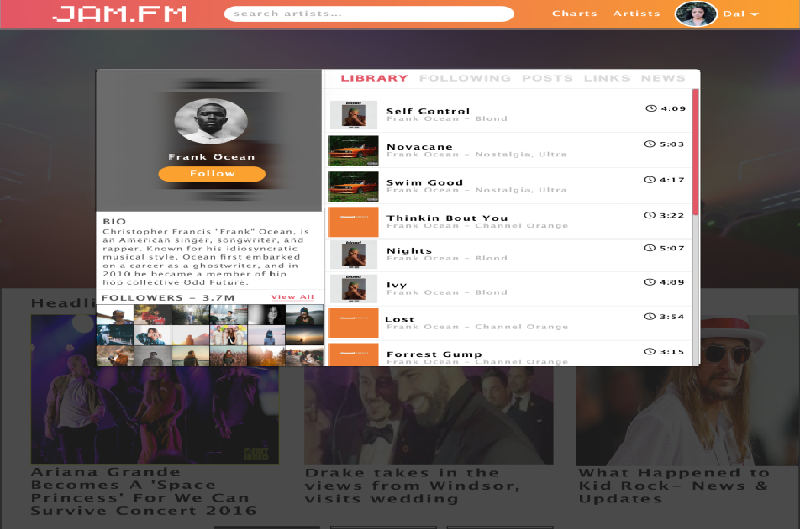 JAM.FM
search artists...
Charts Artists Dal
Frank Ocean
Follow
BIO
Christopher Francis "Frank" Ocean, is
an American singer, songwriter, and
rapper. Known for his idiosyncratic
musical style, Ocean first embarked
on a career as a ghostwriter, and in
2010 he became a member of hip
hop collective Odd Future.
FOLLOWERS - 3.7M View All
LIBRARY FOLLOWING POSTS LINKS NEWS
Self Control 4:09
Frank Ocean - Blond
Novacane 5:03
Frank Ocean - Nostalgia, Ultra
Swim Good 4:17
Frank Ocean - Nostalgia, Ultra
Thinkin Bout You 3:22
Frank Ocean - Channel Orange
Nights 5:07
Frank Ocean - Blond
Ivy 4:09
Frank Ocean - Blond
Lost 3:54
Frank Ocean - Channel Orange
Forrest Gump 3:15
Frank Ocean - Channel Orange
Headli
Ariana Grande
Becomes A 'Space
Princess' For We Can
Survive Concert 2016
Drake takes in the
views from Windsor,
visits wedding
What Happened to
Kid Rock- News &
Updates